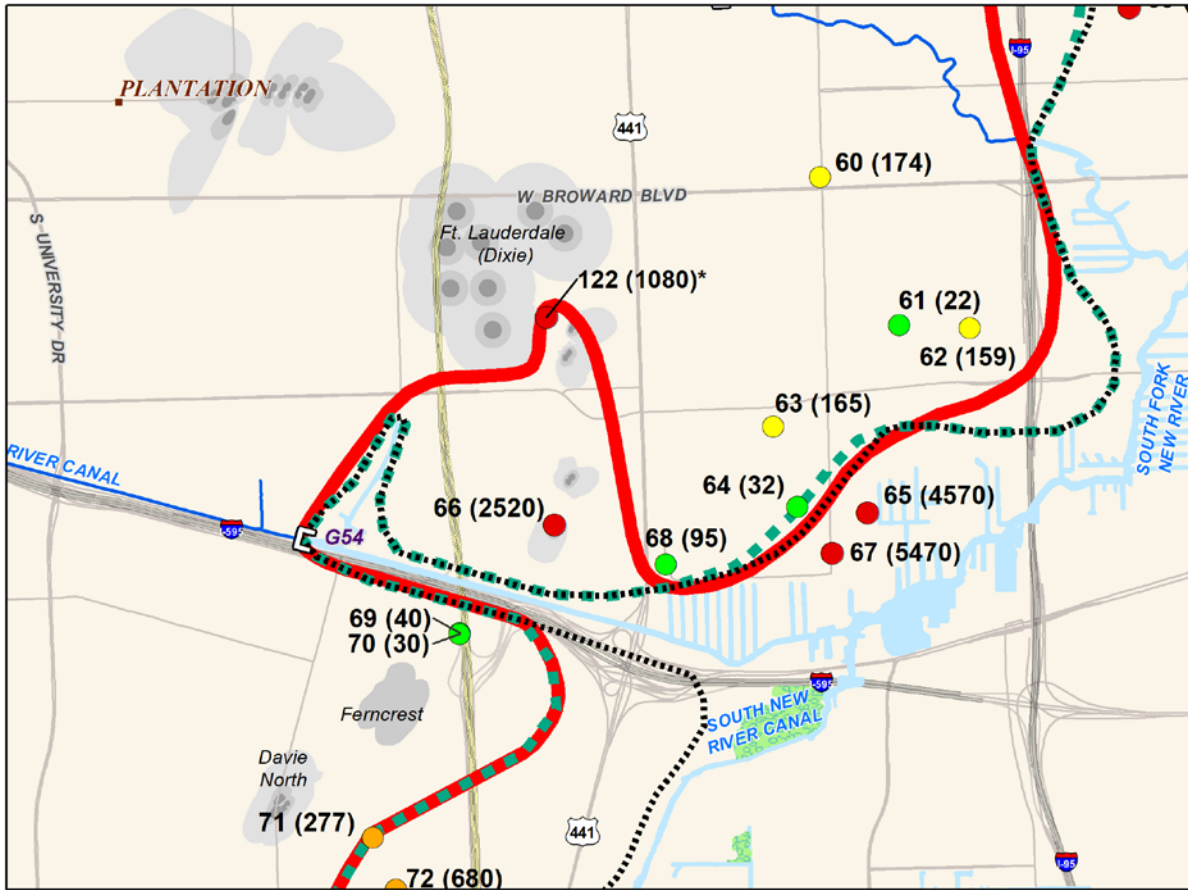 I-95
PLANTATION
441
60 (174)
W BROWARD BLVD
S UNIVERSITY DR
Ft. Lauderdale
(Dixie)
122 (1080)*
61 (22)
62 (159)
63 (165)
SOUTH FORK
NEW RIVER
RIVER CANAL
64 (32)
65 (4570)
66 (2520)
I-595
G54
68 (95)
67 (5470)
69 (40)
70 (30)
I-595
SOUTH NEW
RIVER CANAL
Ferncrest
Davie
North
71 (277)
441
I-95
72 (680)